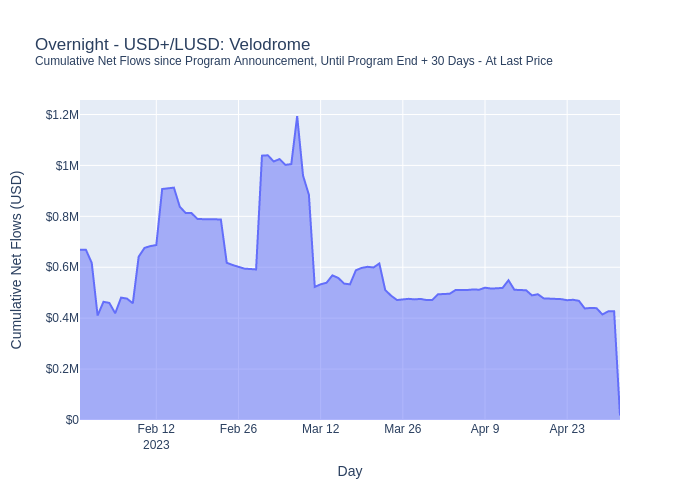 Overnight - USD+/LUSD: Velodrome
Cumulative Net Flows since Program Announcement, Until Program End + 30 Days - At Last Price
Cumulative Net Flows (USD)
$1.2M
$1M
$0.8M
$0.6M
$0.4M
$0.2M
$0
Feb 12
2023
Feb 26
Mar 12
Mar 26
Apr 9
Apr 23
Day